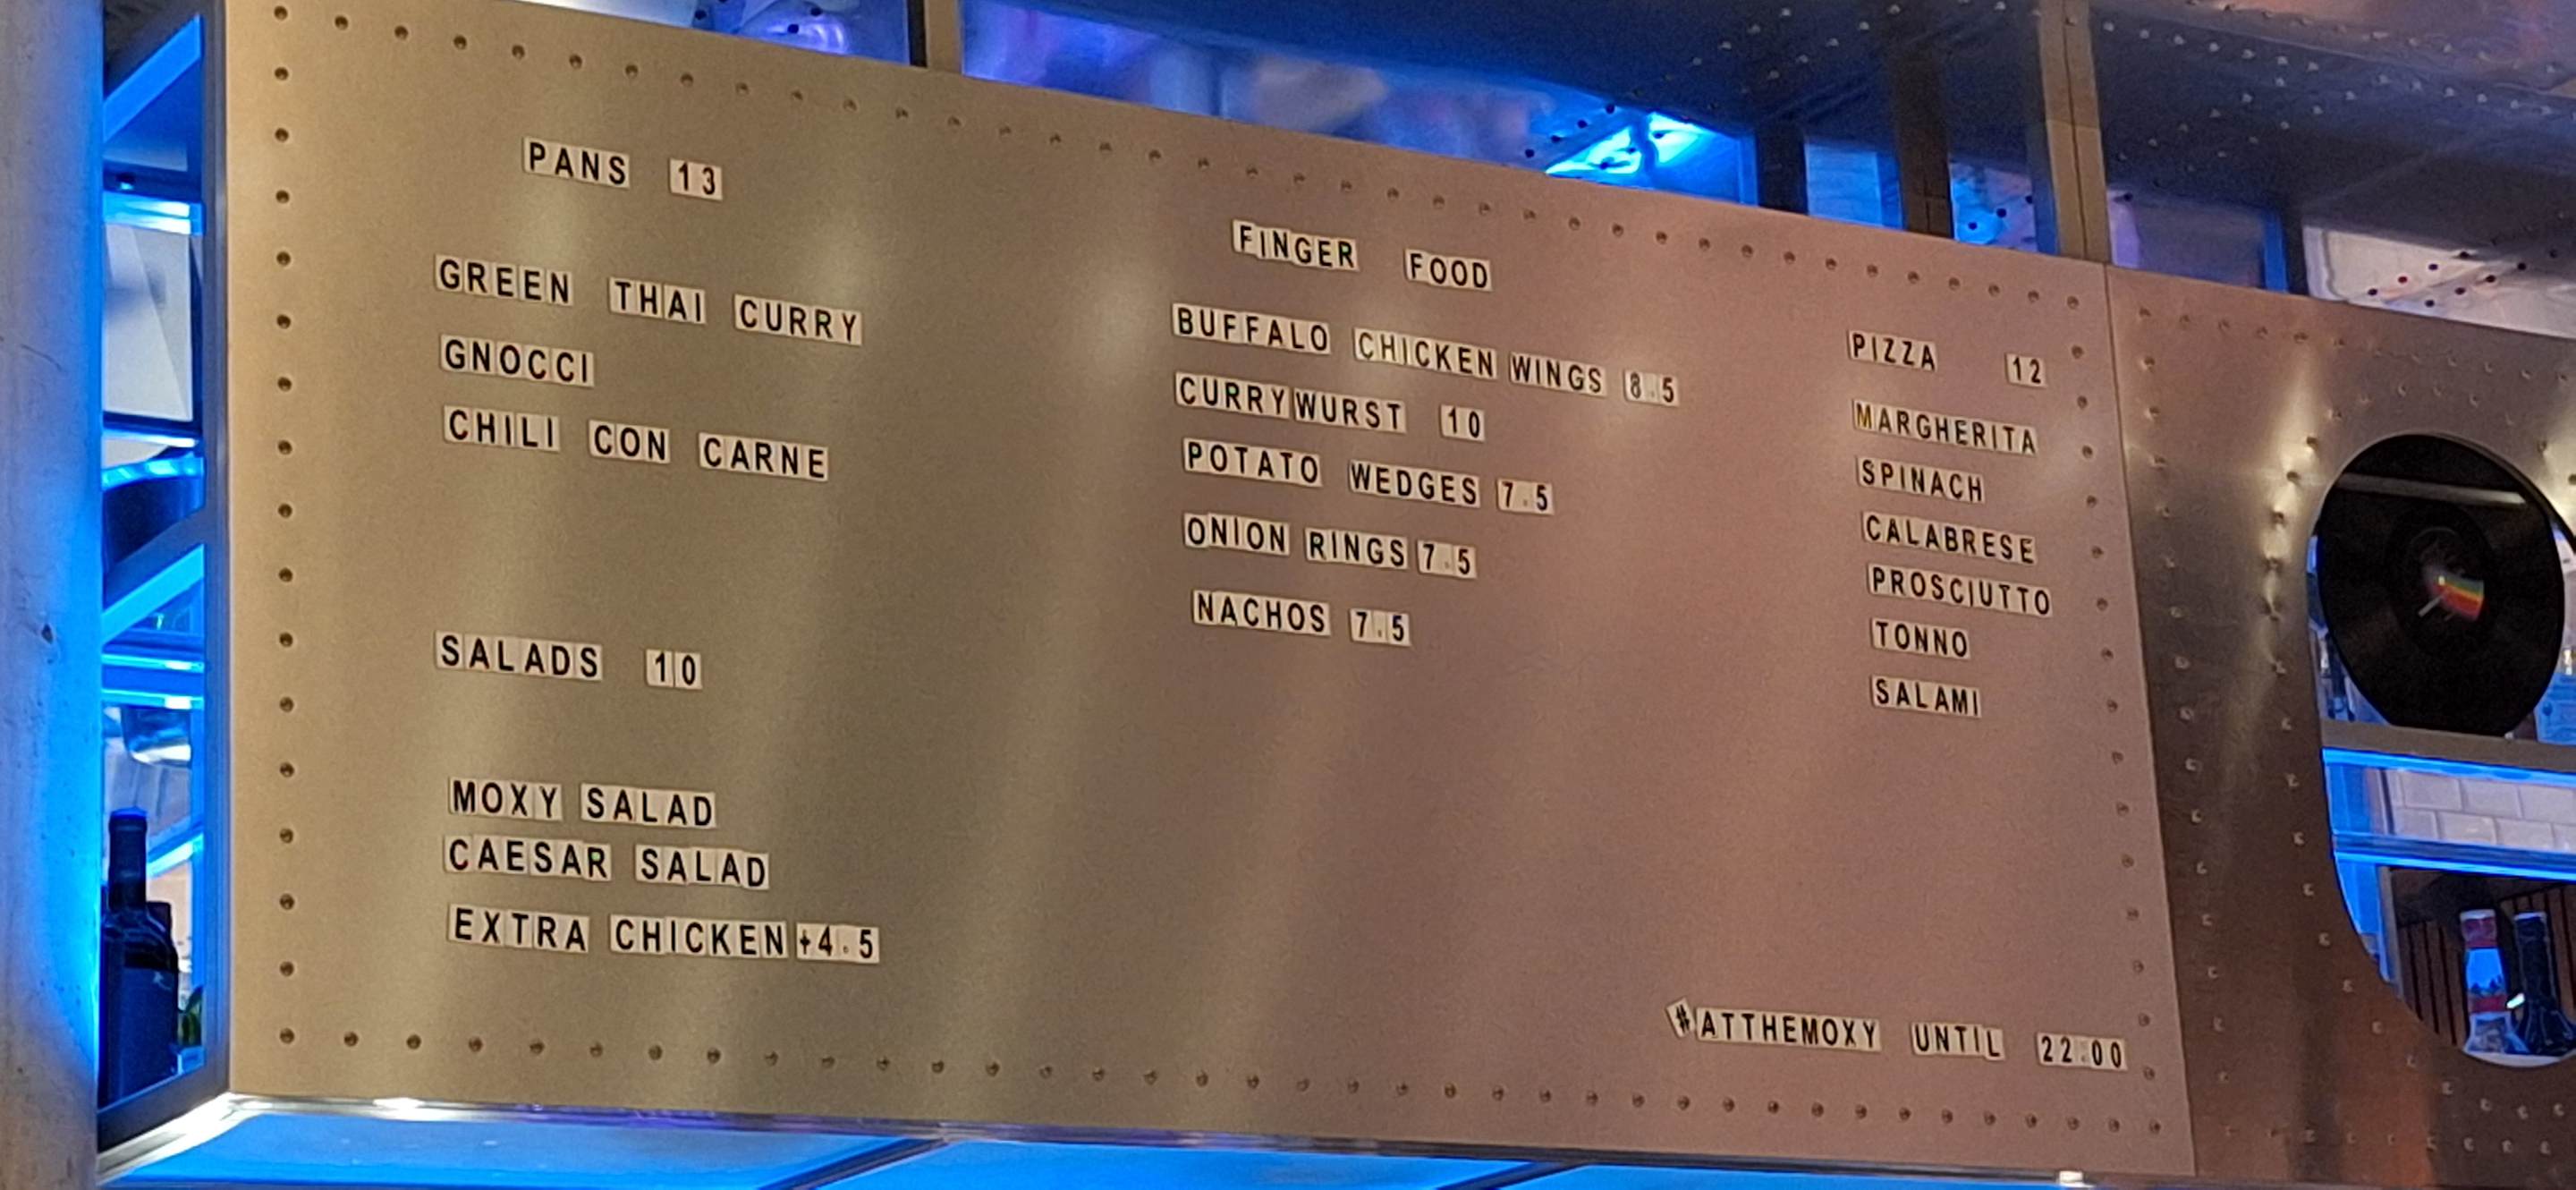 PANS 13
GREEN THAI CURRY
GNOCCI
CHILI CON CARNE
SALADS 10
MOXY SALAD
CAESAR SALAD
EXTRA CHICKEN +4.5
FINGER FOOD
BUFFALO CHICKEN WINGS 8.5
CURRYWURST 10
POTATO WEDGES 7.5
ONION RINGS 7.5
NACHOS 7.5
PIZZA 12
MARGHERITA
SPINACH
CALABRESE
PROSCIUTTO
TONNO
SALAMI
#ATTHEMOXY UNTIL 22:00